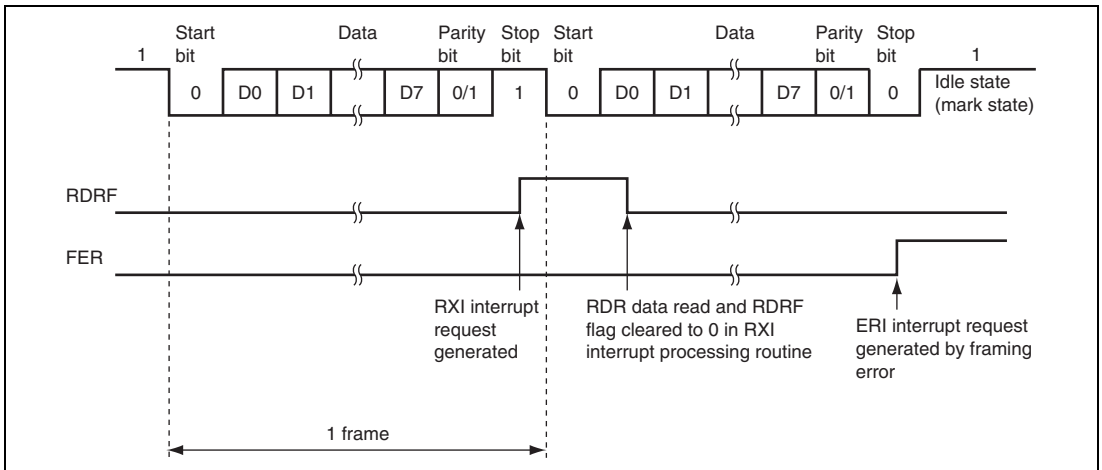 Start Data Parity Stop Start Data Parity Stop
1 bit bit bit bit bit bit 1
0 D0 D1 D7 0/1 1 0 D0 D1 D7 0/1 0 Idle state
(mark state)
RDRF
FER
RXI interrupt
request
generated
RDR data read and RDRF
flag cleared to 0 in RXI
interrupt processing routine
ERI interrupt request
generated by framing
error
1 frame